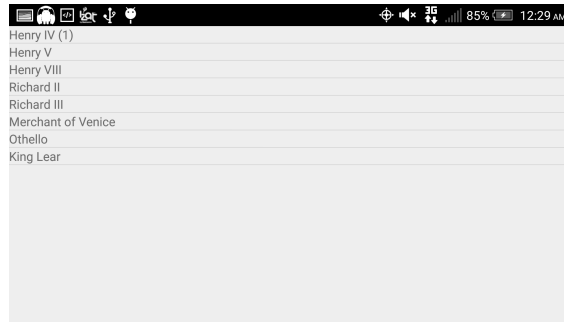 3G 85% 12:29 AM
Henry IV (1)
Henry V
Henry VIII
Richard II
Richard III
Merchant of Venice
Othello
King Lear